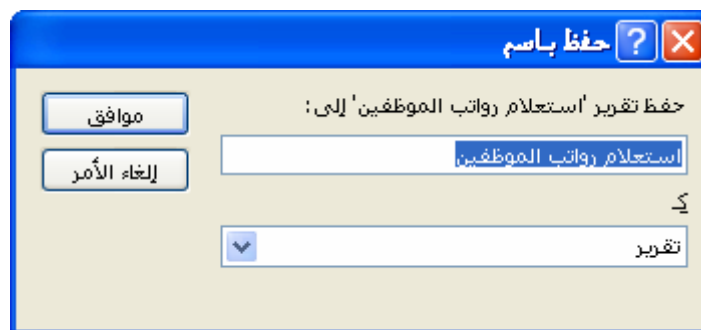 حفظ باسم
حفظ تقرير 'استعلام رواتب الموظفين' إلى:
موافق
استعلام رواتب الموظفين
إلغاء الأمر
كـ
تقرير